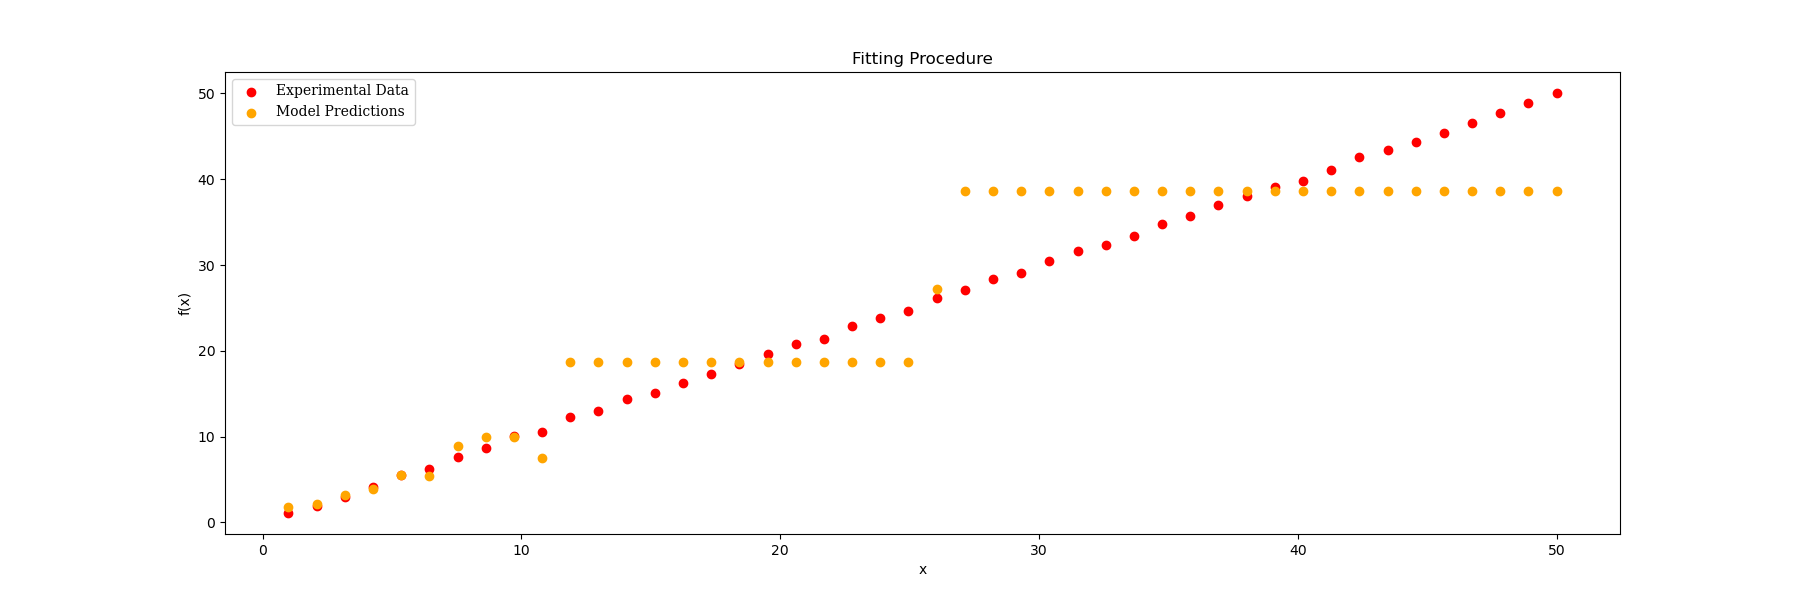 Fitting Procedure
Experimental Data
Model Predictions
50
40
30
20
10
0
f(x)
0 10 20 30 40 50
x